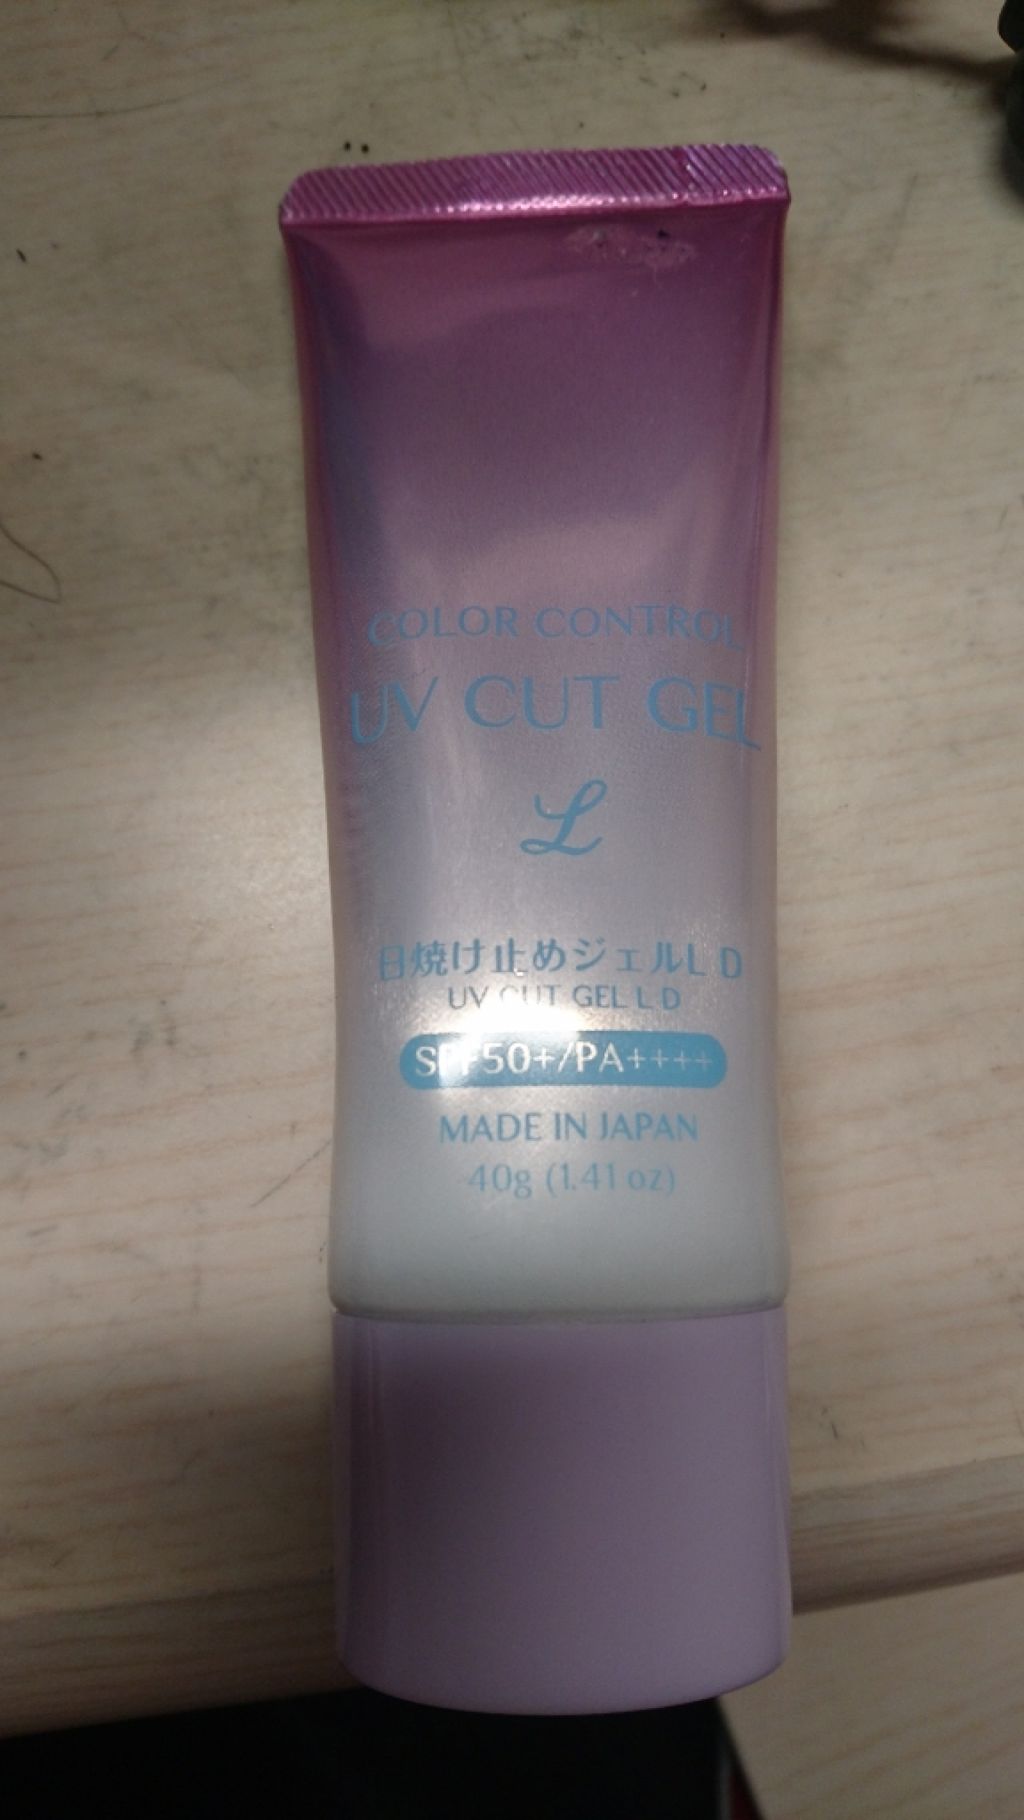 COLOR CONTROL
UV CUT GEL
L
日焼け止めジェルL D
UV CUT GEL L D
SPF50+/PA++++
MADE IN JAPAN
40g (1.41 oz)